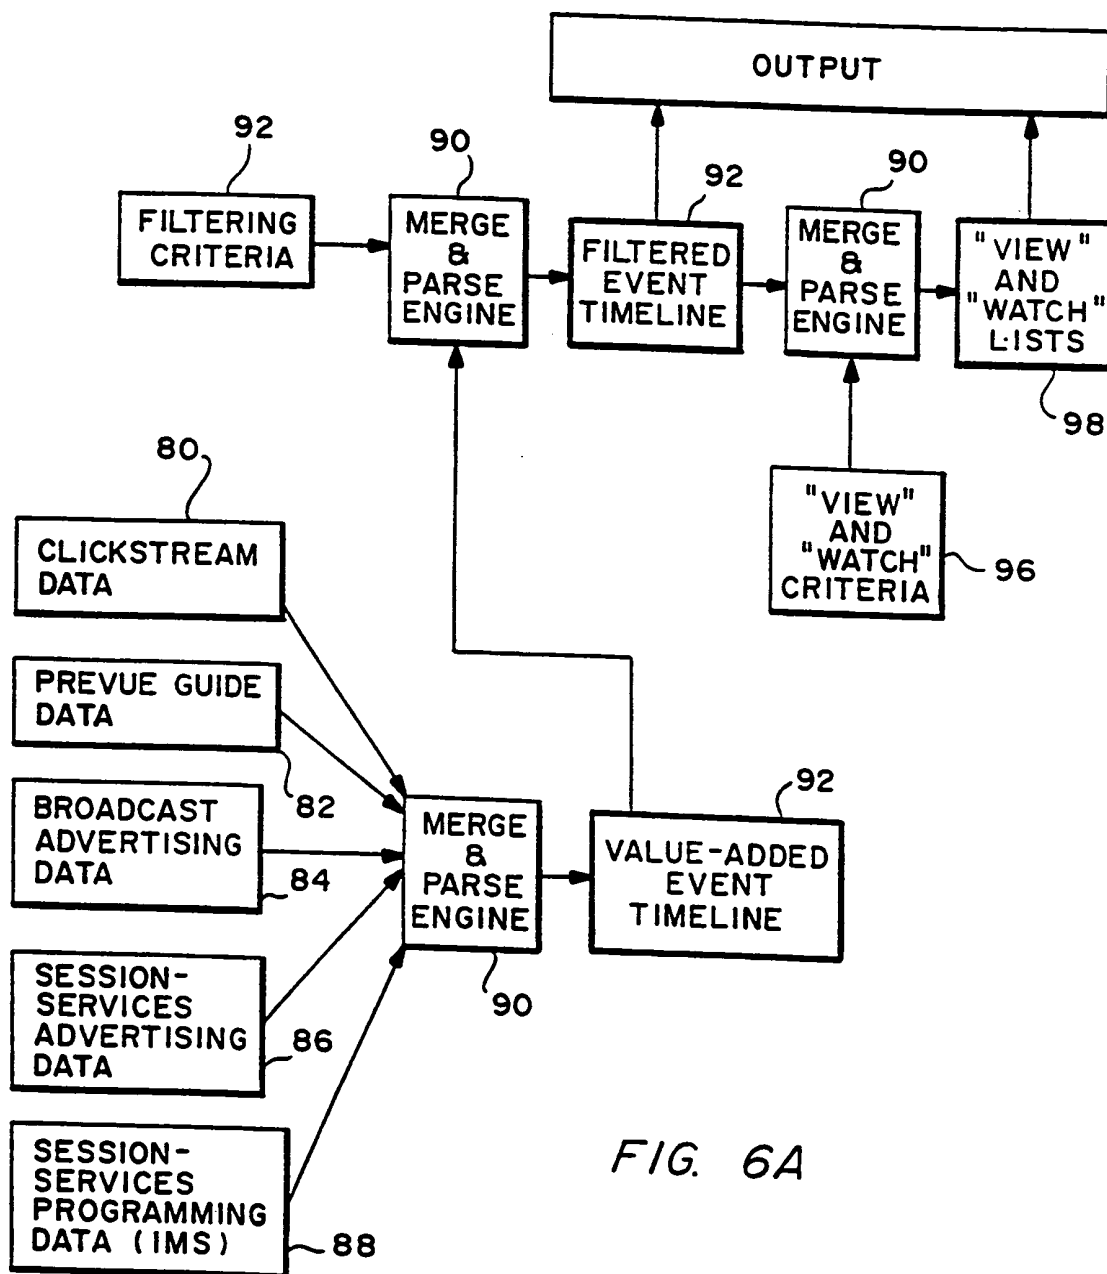 OUTPUT
92
FILTERING
CRITERIA
90
MERGE
&
PARSE
ENGINE
92
FILTERED
EVENT
TIMELINE
90
MERGE
&
PARSE
ENGINE
"VIEW"
AND
"WATCH"
LISTS
98
"VIEW"
AND
"WATCH"
CRITERIA
96
80
CLICKSTREAM
DATA
PREVUE GUIDE
DATA
82
BROADCAST
ADVERTISING
DATA
84
SESSION-
SERVICES
ADVERTISING
DATA
86
SESSION-
SERVICES
PROGRAMMING
DATA (IMS)
88
MERGE
&
PARSE
ENGINE
90
92
VALUE-ADDED
EVENT
TIMELINE
FIG. 6A